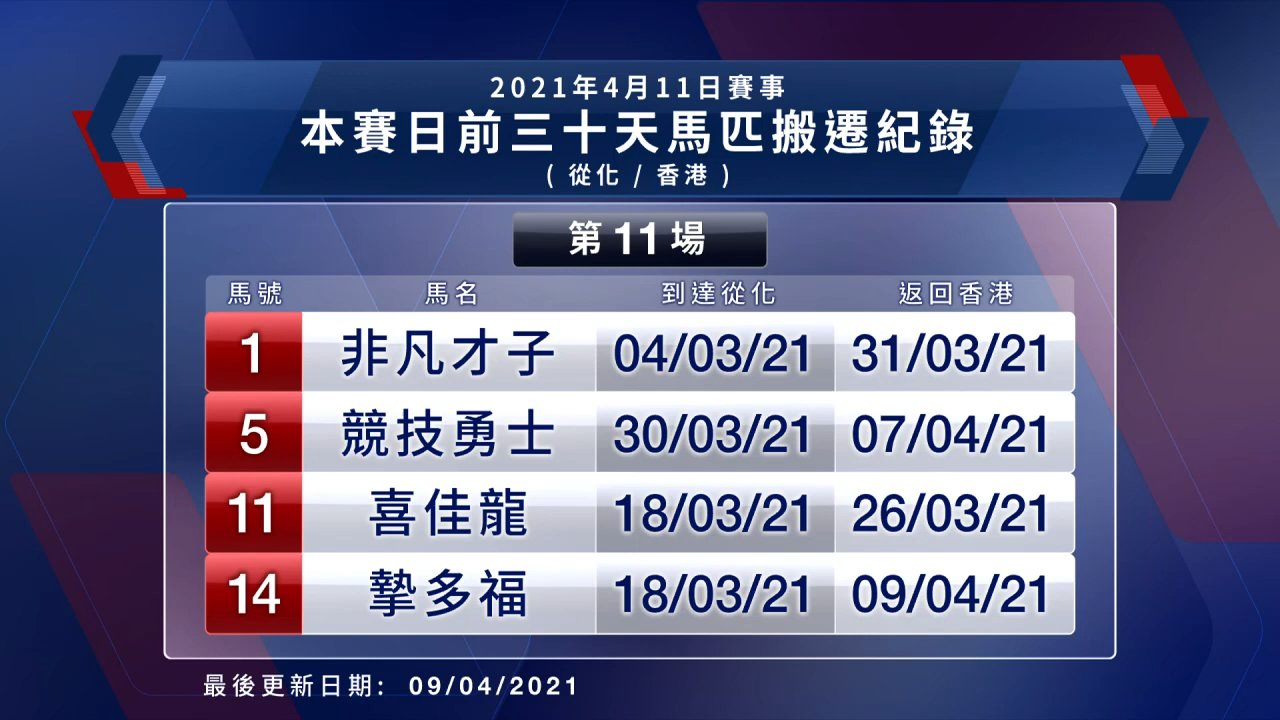 2021年4月11日賽事
本賽日前三十天馬匹搬遷紀錄
( 從化 / 香港 )
第 11 場
馬號 馬名 到達從化 返回香港
1 非凡才子 04/03/21 31/03/21
5 競技勇士 30/03/21 07/04/21
11 喜佳龍 18/03/21 26/03/21
14 摯多福 18/03/21 09/04/21
最後更新日期: 09/04/2021